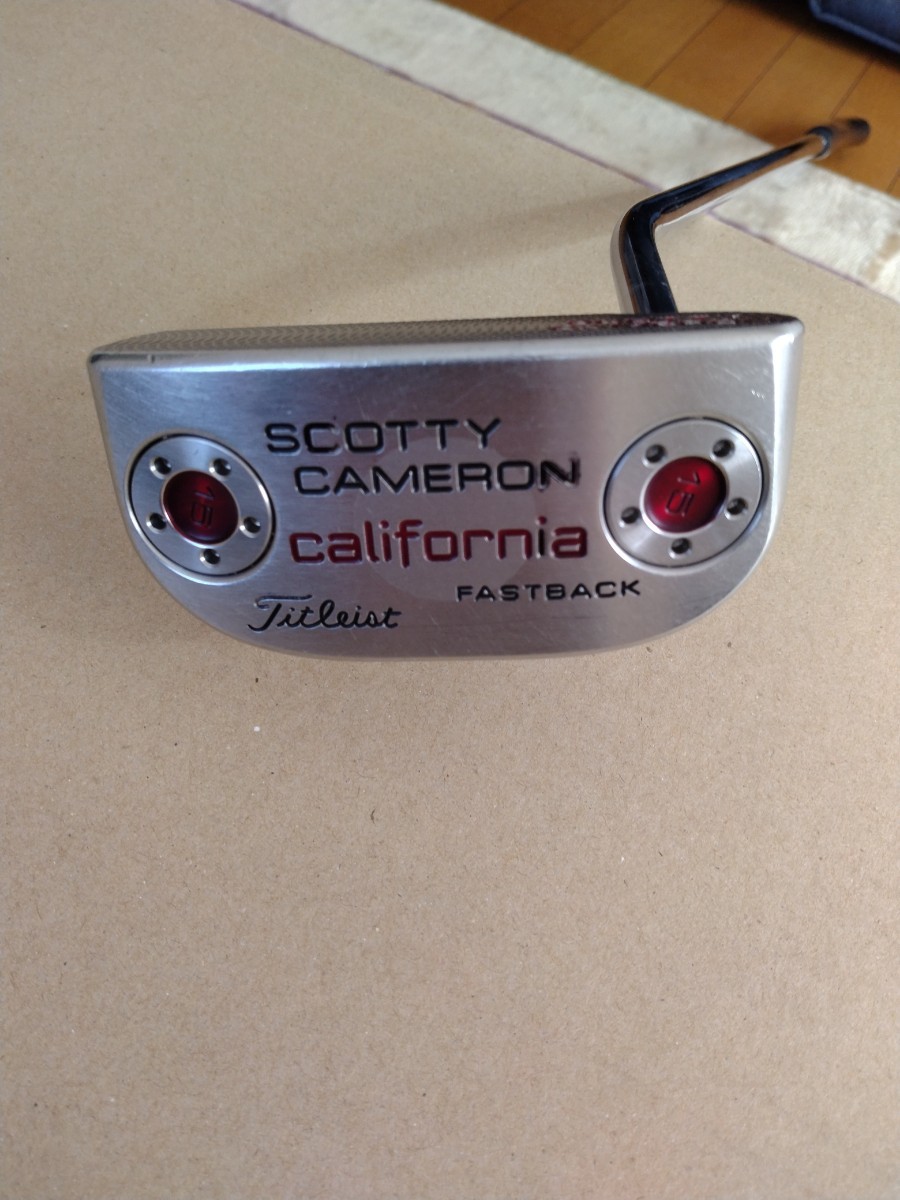 SCOTTY
CAMERON
california
FASTBACK
Titleist